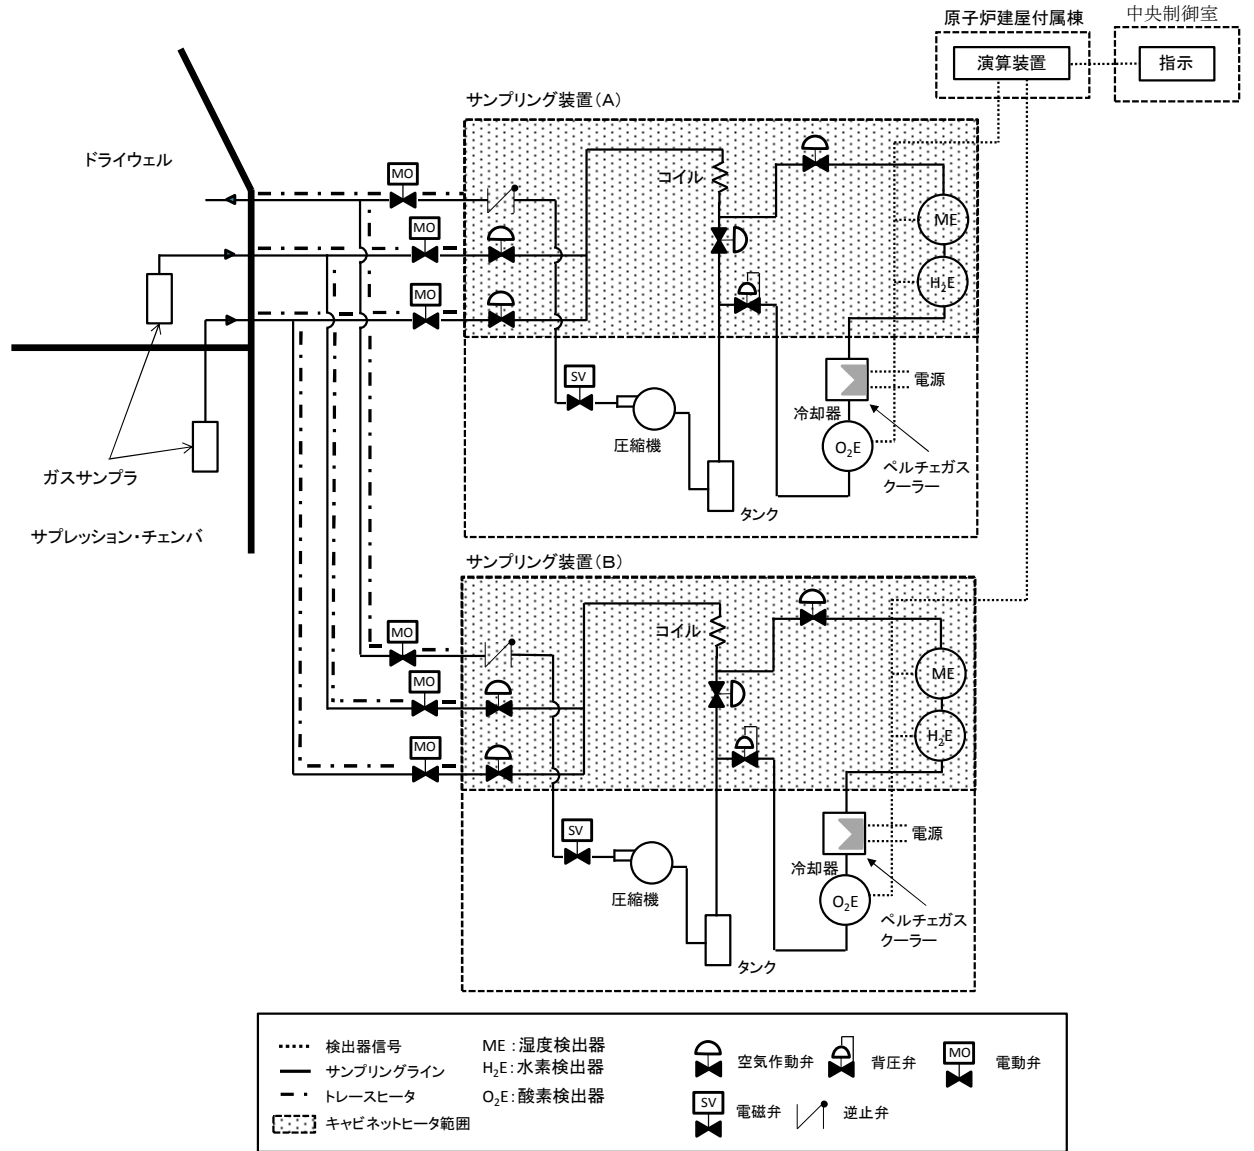 原子炉建屋付属棟
中央制御室
演算装置
指示
サンプリング装置(A)
ドライウェル
MO
コイル
MO
ME
MO
H₂E
SV
電源
冷却器
圧縮機
O₂E
ペルチェガス
クーラー
ガスサンプラ
タンク
サプレッション・チェンバ
サンプリング装置(B)
コイル
MO
MO
ME
MO
H₂E
SV
電源
冷却器
圧縮機
O₂E
ペルチェガス
クーラー
タンク
検出器信号
サンプリングライン
トレースヒータ
キャビネットヒータ範囲
ME:湿度検出器
H₂E:水素検出器
O₂E:酸素検出器
空気作動弁
背圧弁
MO
電動弁
SV
電磁弁
逆止弁